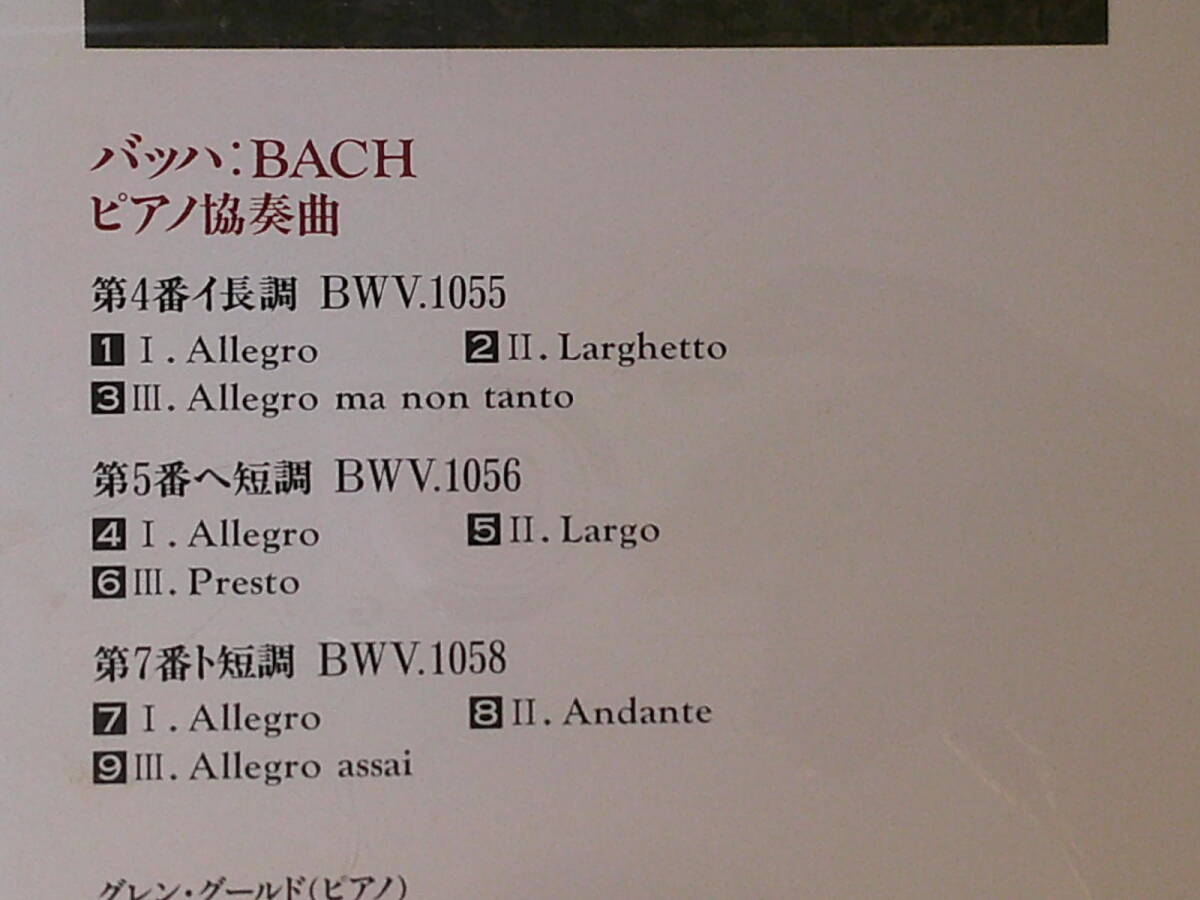 バッハ:BACH
ピアノ協奏曲
第4番イ長調 BWV.1055
1 I. Allegro 2 II. Larghetto
3 III. Allegro ma non tanto
第5番ヘ短調 BWV.1056
4 I. Allegro 5 II. Largo
6 III. Presto
第7番ト短調 BWV.1058
7 I. Allegro 8 II. Andante
9 III. Allegro assai
グレン・グールド(ピアノ)